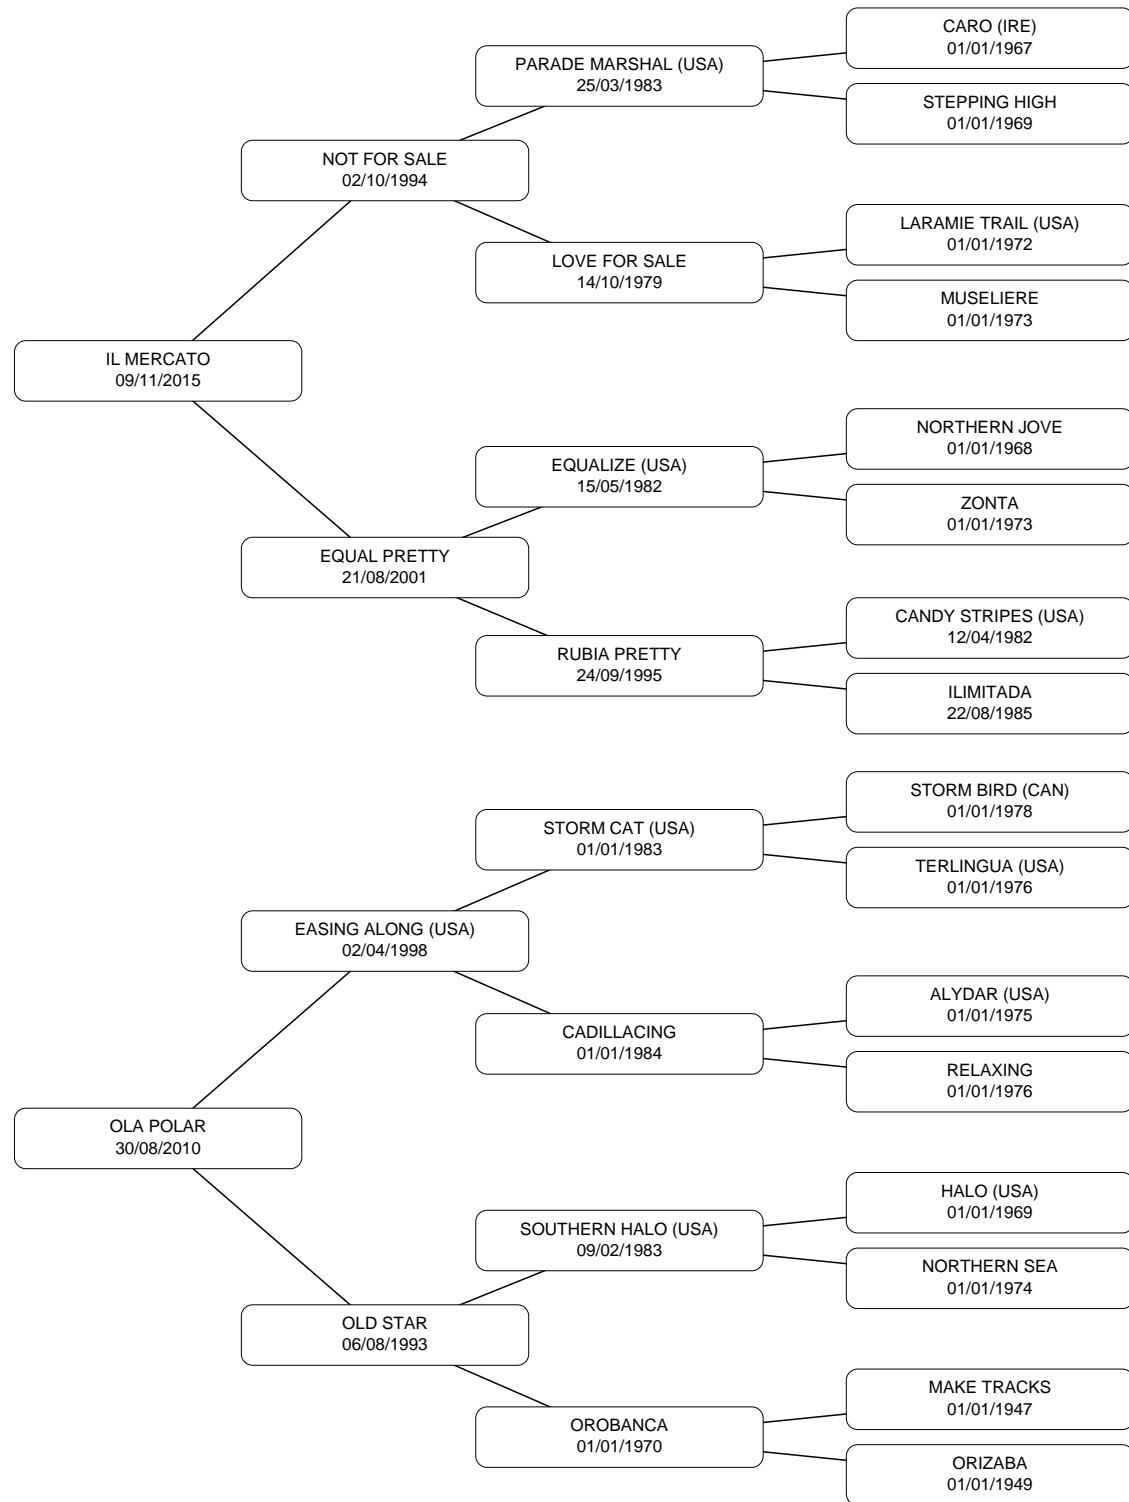 CARO (IRE)
01/01/1967
PARADE MARSHAL (USA)
25/03/1983
STEPPING HIGH
01/01/1969
NOT FOR SALE
02/10/1994
LARAMIE TRAIL (USA)
01/01/1972
LOVE FOR SALE
14/10/1979
MUSELIERE
01/01/1973
IL MERCATO
09/11/2015
NORTHERN JOVE
01/01/1968
EQUALIZE (USA)
15/05/1982
ZONTA
01/01/1973
EQUAL PRETTY
21/08/2001
CANDY STRIPES (USA)
12/04/1982
RUBIA PRETTY
24/09/1995
ILIMITADA
22/08/1985
STORM BIRD (CAN)
01/01/1978
STORM CAT (USA)
01/01/1983
TERLINGUA (USA)
01/01/1976
EASING ALONG (USA)
02/04/1998
ALYDAR (USA)
01/01/1975
CADILLACING
01/01/1984
RELAXING
01/01/1976
OLA POLAR
30/08/2010
HALO (USA)
01/01/1969
SOUTHERN HALO (USA)
09/02/1983
NORTHERN SEA
01/01/1974
OLD STAR
06/08/1993
MAKE TRACKS
01/01/1947
OROBANCA
01/01/1970
ORIZABA
01/01/1949